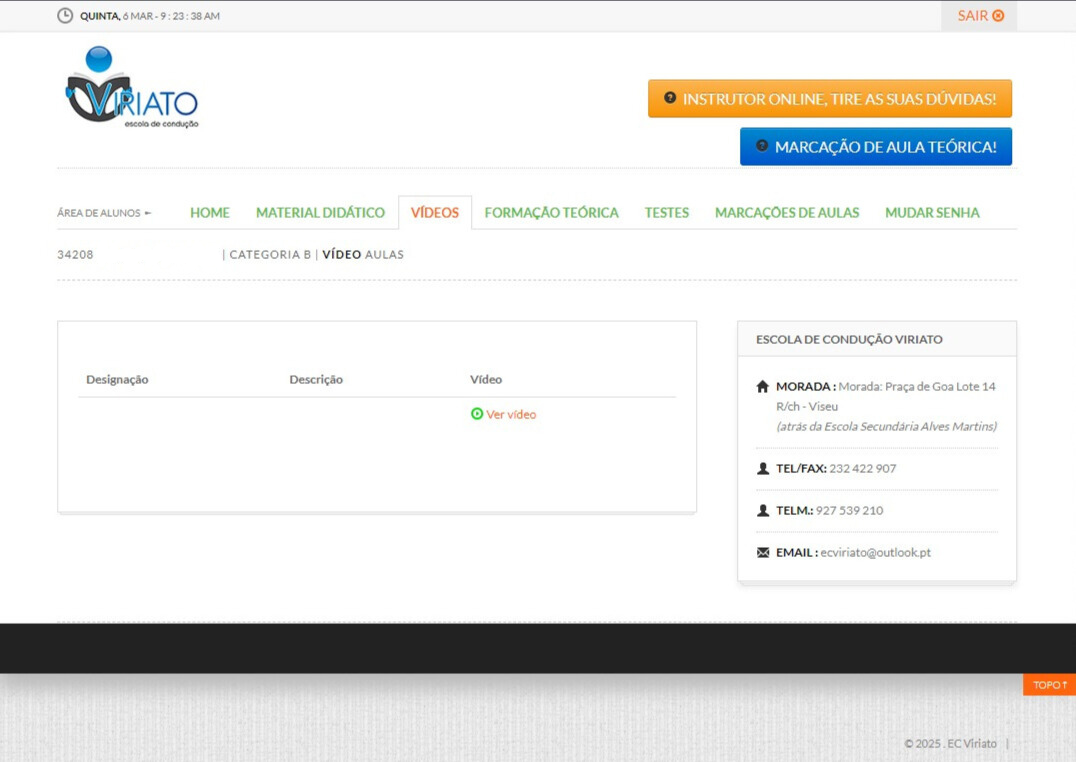 QUINTA, 6 MAR - 9 : 23 : 38 AM
SAIR
VIRIATO
escola de condução
INSTRUTOR ONLINE, TIRE AS SUAS DÚVIDAS!
MARCAÇÃO DE AULA TEÓRICA!
ÁREA DE ALUNOS HOME MATERIAL DIDÁTICO VÍDEOS FORMAÇÃO TEÓRICA TESTES MARCAÇÕES DE AULAS MUDAR SENHA
34208 | CATEGORIA B | VÍDEO AULAS
Designação Descrição Vídeo
Ver vídeo
ESCOLA DE CONDUÇÃO VIRIATO
MORADA : Morada: Praça de Goa Lote 14
R/ch - Viseu
(atrás da Escola Secundária Alves Martins)
TEL/FAX: 232 422 907
TELM.: 927 539 210
EMAIL : ecviriato@outlook.pt
TOPO↑
© 2025 . EC Viriato |